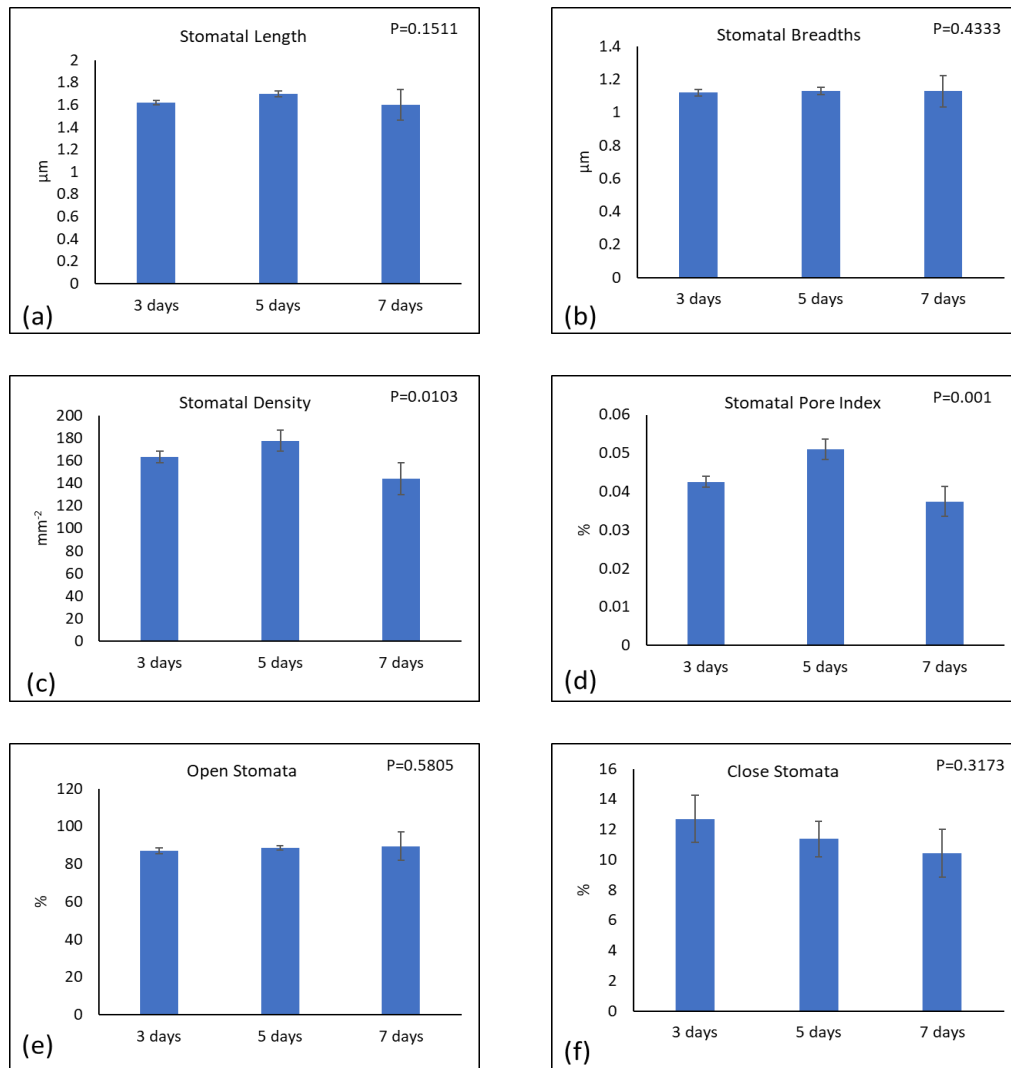 Stomatal Length
P=0.1511
2
1.8
1.6
1.4
1.2
1
0.8
0.6
0.4
0.2
0
µm
3 days
5 days
7 days
(a)
Stomatal Breadths
P=0.4333
1.4
1.2
1
0.8
0.6
0.4
0.2
0
µm
3 days
5 days
7 days
(b)
Stomatal Density
P=0.0103
200
180
160
140
120
100
80
60
40
20
0
mm⁻²
3 days
5 days
7 days
(c)
Stomatal Pore Index
P=0.001
0.06
0.05
0.04
0.03
0.02
0.01
0
%
3 days
5 days
7 days
(d)
Open Stomata
P=0.5805
120
100
80
60
40
20
0
%
3 days
5 days
7 days
(e)
Close Stomata
P=0.3173
16
14
12
10
8
6
4
2
0
%
3 days
5 days
7 days
(f)